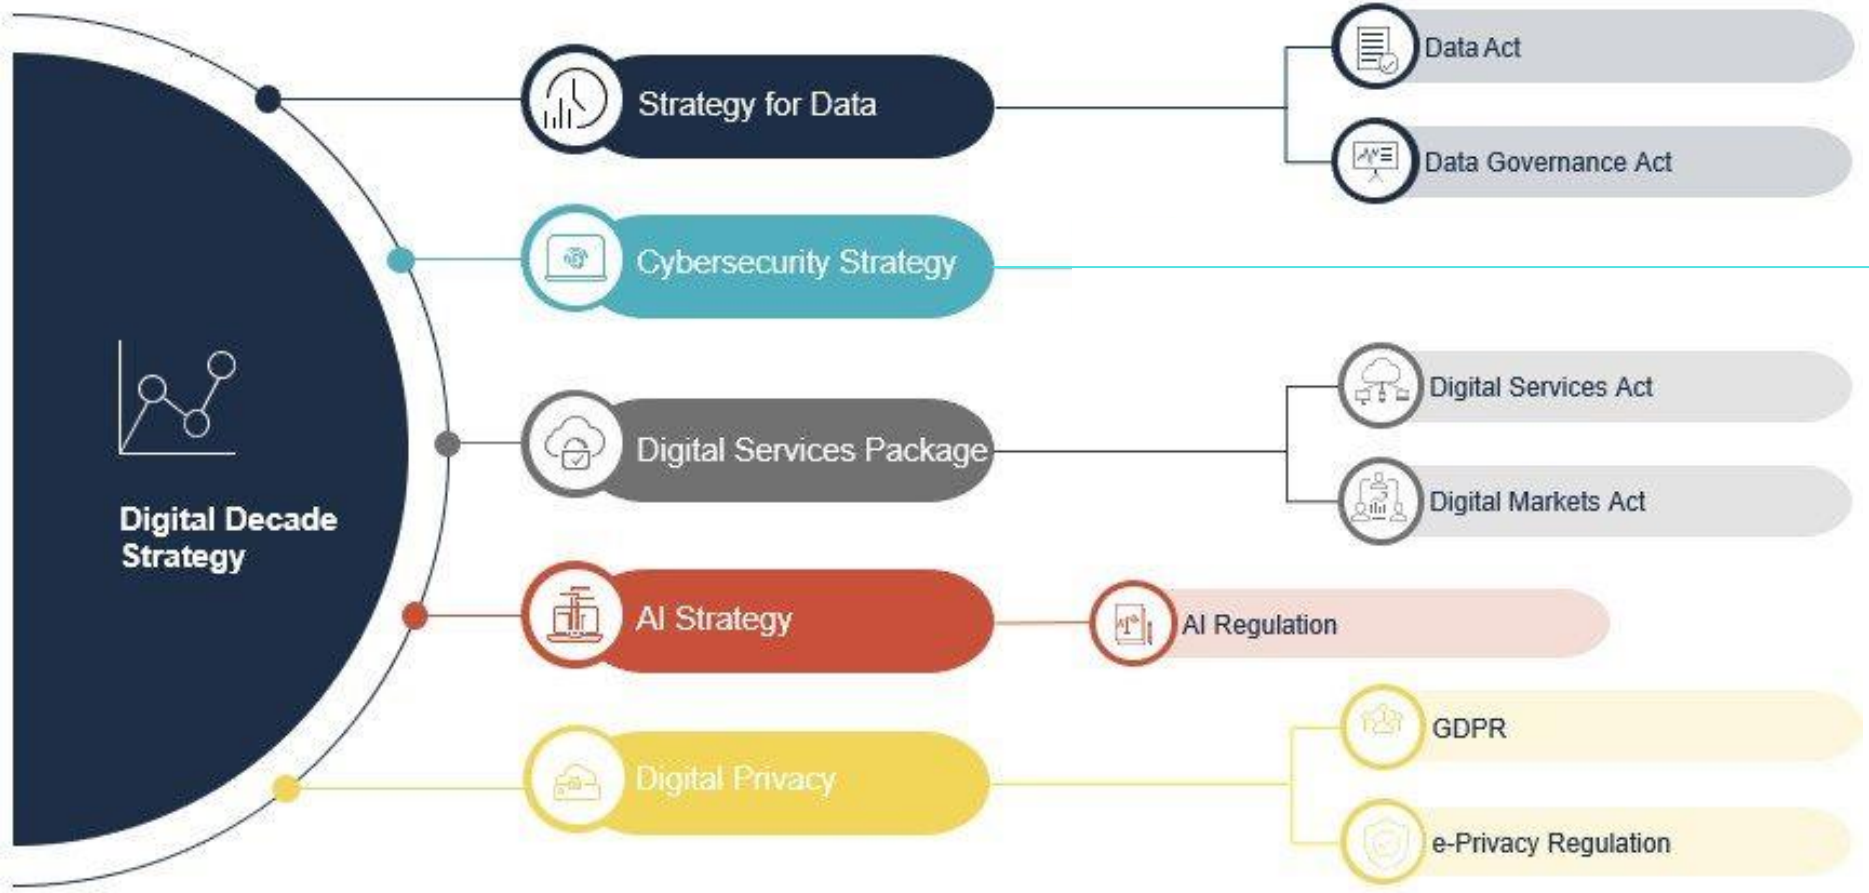 Digital Decade
Strategy
Strategy for Data
Data Act
Data Governance Act
Cybersecurity Strategy
Digital Services Package
Digital Services Act
Digital Markets Act
AI Strategy
AI Regulation
Digital Privacy
GDPR
e-Privacy Regulation